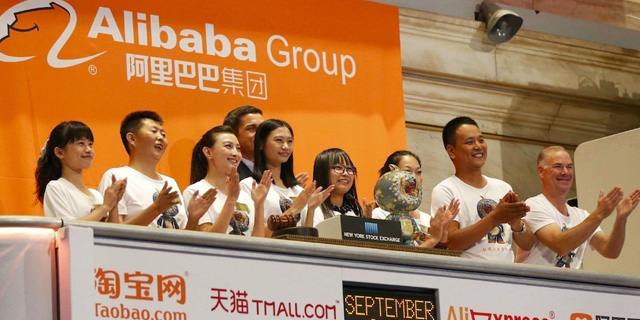 Alibaba Group
®
阿里巴巴集团
NEW YORK STOCK EXCHANGE
淘宝网
Taobao.com
天猫 TMALL.COM
SEPTEMBER
AliExpress